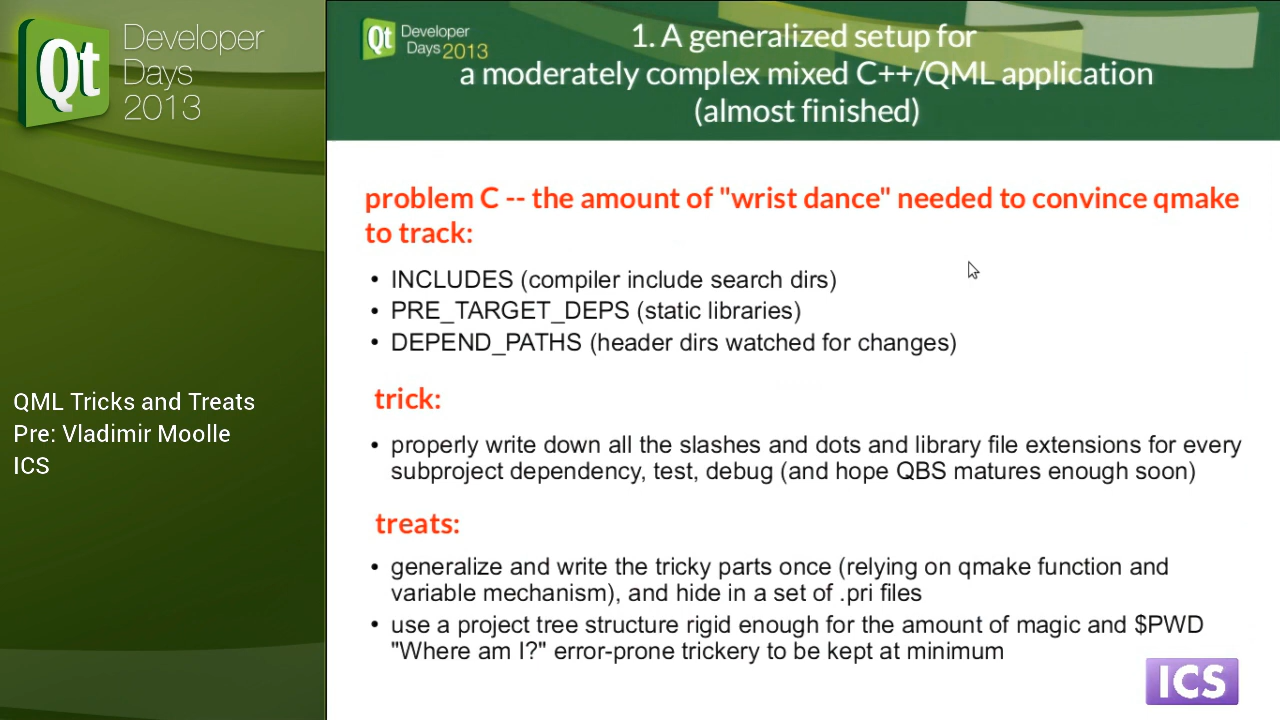 Qt
Developer
Days
2013
QML Tricks and Treats
Pre: Vladimir Moolle
ICS
Qt
Developer
Days 2013
1. A generalized setup for
a moderately complex mixed C++/QML application
(almost finished)
problem C -- the amount of "wrist dance" needed to convince qmake
to track:
• INCLUDES (compiler include search dirs)
• PRE_TARGET_DEPS (static libraries)
• DEPEND_PATHS (header dirs watched for changes)
trick:
• properly write down all the slashes and dots and library file extensions for every
subproject dependency, test, debug (and hope QBS matures enough soon)
treats:
• generalize and write the tricky parts once (relying on qmake function and
variable mechanism), and hide in a set of .pri files
• use a project tree structure rigid enough for the amount of magic and $PWD
"Where am I?" error-prone trickery to be kept at minimum
ICS